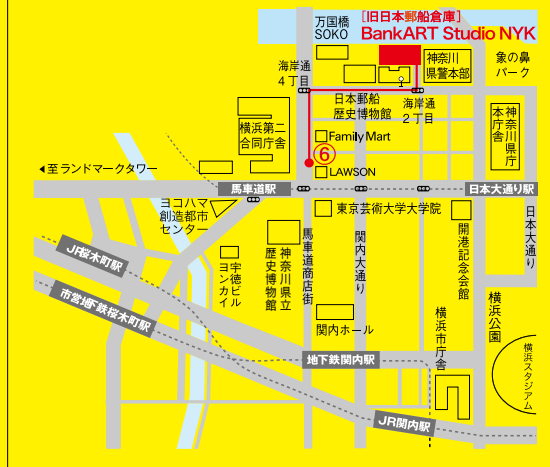 万国橋
SOKO
[旧日本郵船倉庫]
BankART Studio NYK
海岸通
4丁目
神奈川
県警本部
象の鼻
パーク
日本郵船
歴史博物館
海岸通
2丁目
横浜第二
合同庁舎
Family Mart
⑥
LAWSON
神奈川県庁
本庁舎
◀至ランドマークタワー
馬車道駅
日本大通り駅
ヨコハマ
創造都市
センター
東京芸術大学大学院
日本大通り
開港記念会館
馬車道商店街
関内大通り
神奈川県立
歴史博物館
宇徳ビル
ヨンカイ
JR桜木町駅
市営地下鉄桜木町駅
関内ホール
横浜市庁舎
横浜公園
横浜スタジアム
地下鉄関内駅
JR関内駅